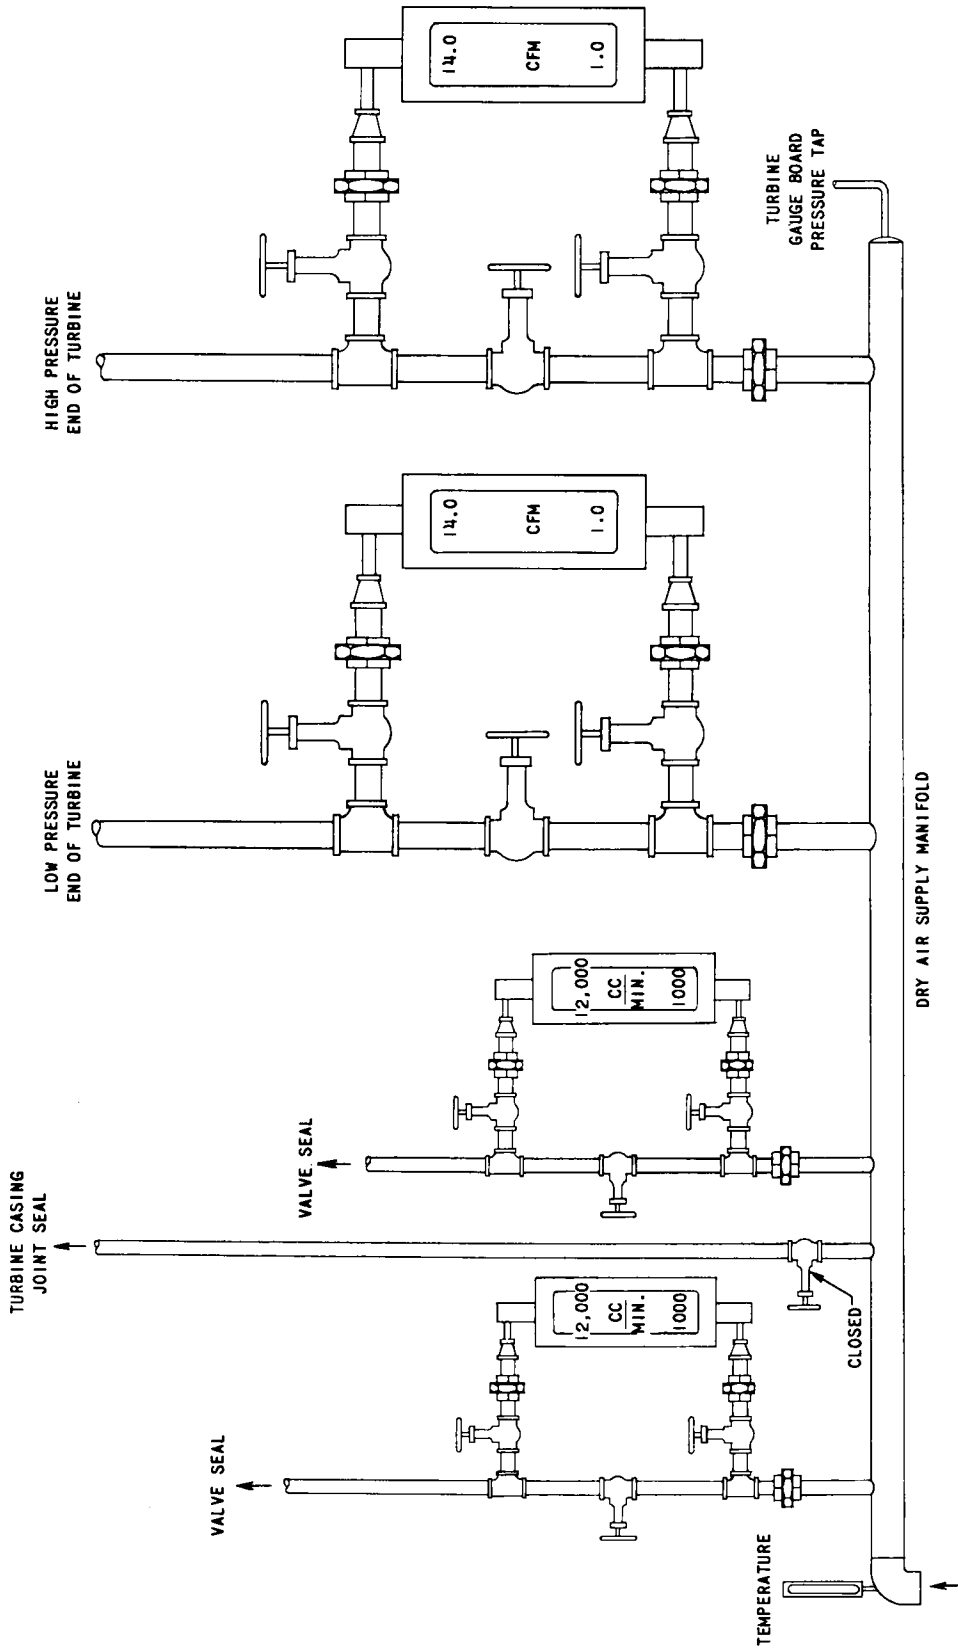 TURBINE CASING
JOINT SEAL
VALVE SEAL
VALVE SEAL
LOW PRESSURE
END OF TURBINE
HIGH PRESSURE
END OF TURBINE
12,000
CC
MIN.
1000
12,000
CC
MIN.
1000
14.0
CFM
1.0
14.0
CFM
1.0
TEMPERATURE
CLOSED
TURBINE
GAUGE BOARD
PRESSURE TAP
DRY AIR SUPPLY MANIFOLD